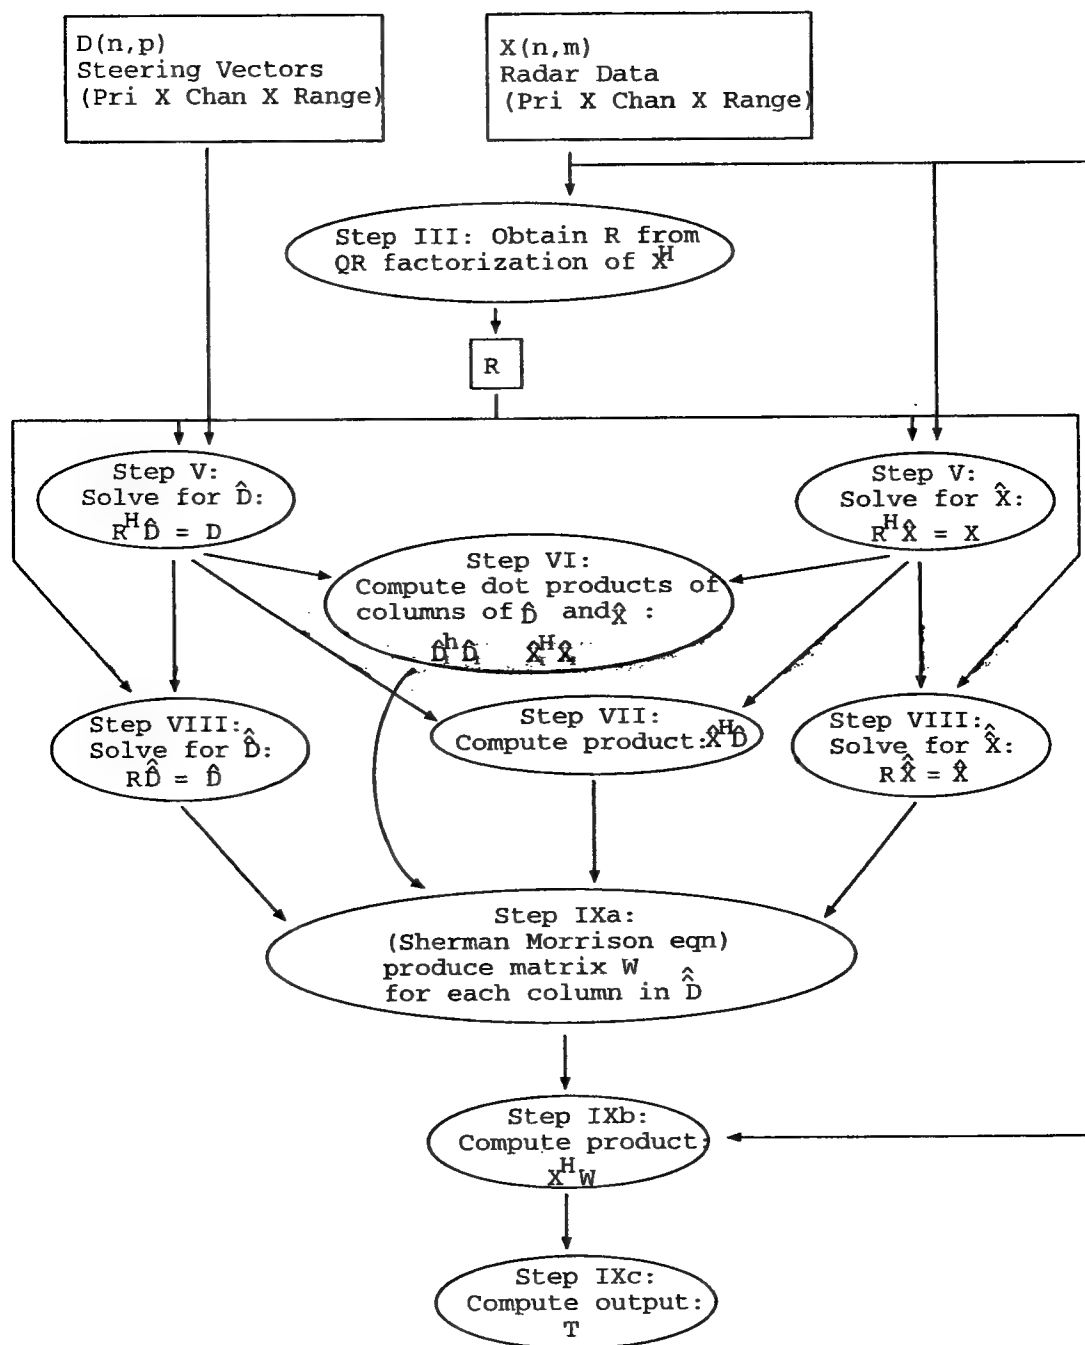 D(n,p)
Steering Vectors
(Pri X Chan X Range)
X(n,m)
Radar Data
(Pri X Chan X Range)
Step III: Obtain R from
QR factorization of X^H
R
Step V:
Solve for D̂:
R^H D̂ = D
Step V:
Solve for X̂:
R^H X̂ = X
Step VI:
Compute dot products of
columns of D̂ and X̂ :
D̂ᵢ^h D̂ᵢ X̂ᵢ^H X̂ᵢ
Step VII:
Compute product: X̂^H D̂
Step VIII:
Solve for D̂̂:
R D̂̂ = D̂
Step VIII:
Solve for X̂̂:
R X̂̂ = X̂
Step IXa:
(Sherman Morrison eqn)
produce matrix W
for each column in D̂̂
Step IXb:
Compute product:
X^H W
Step IXc:
Compute output:
T